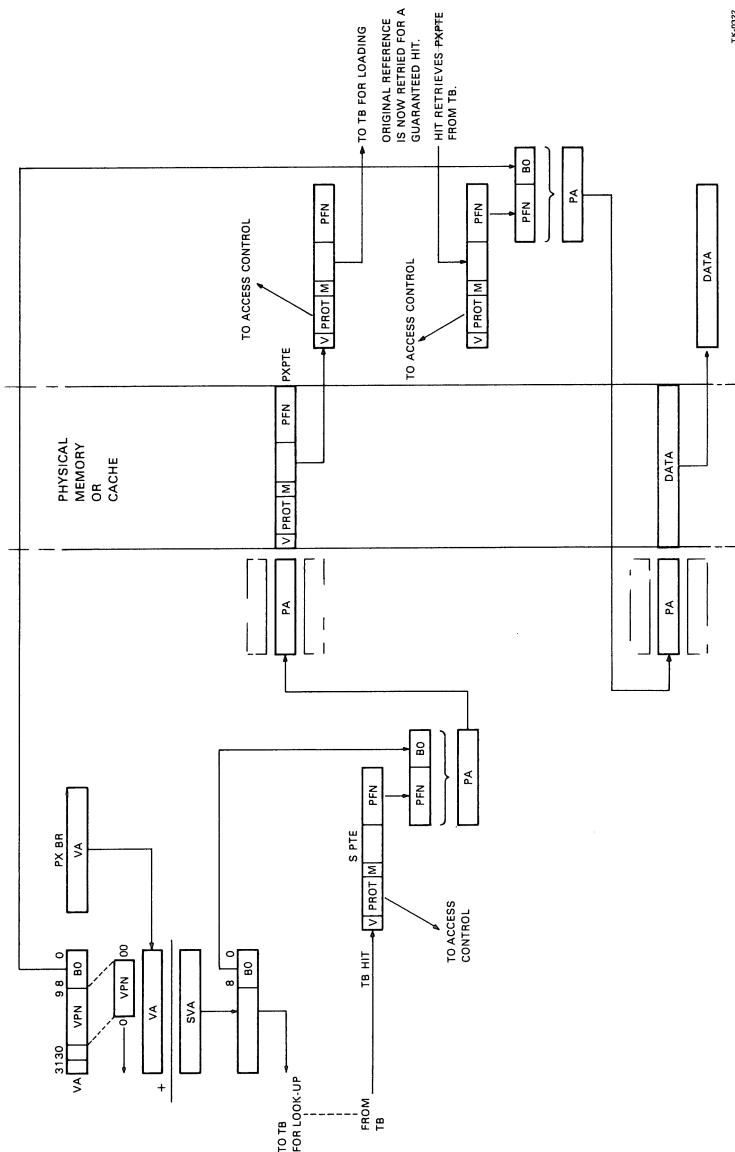 PHYSICAL
MEMORY
OR
CACHE
PX BR
VA
3130
9 8
0
VPN
BO
VA
0
VPN
00
VA
+
SVA
8
0
BO
TO TB
FOR LOOK-UP
FROM
TB
TB HIT
S PTE
V
PROT
M
PFN
TO ACCESS
CONTROL
PFN
BO
PA
PA
V
PROT
M
PFN
PXPTE
TO ACCESS CONTROL
V
PROT
M
PFN
TO TB FOR LOADING
ORIGINAL REFERENCE
IS NOW RETRIED FOR A
GUARANTEED HIT.
HIT RETRIEVES PXPTE
FROM TB.
TO ACCESS CONTROL
V
PROT
M
PFN
PFN
BO
PA
PA
DATA
DATA